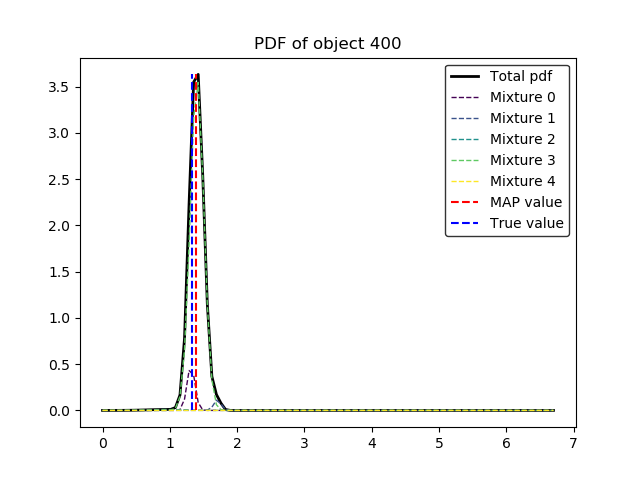 PDF of object 400
Total pdf
Mixture 0
Mixture 1
Mixture 2
Mixture 3
Mixture 4
MAP value
True value
3.5
3.0
2.5
2.0
1.5
1.0
0.5
0.0
0 1 2 3 4 5 6 7